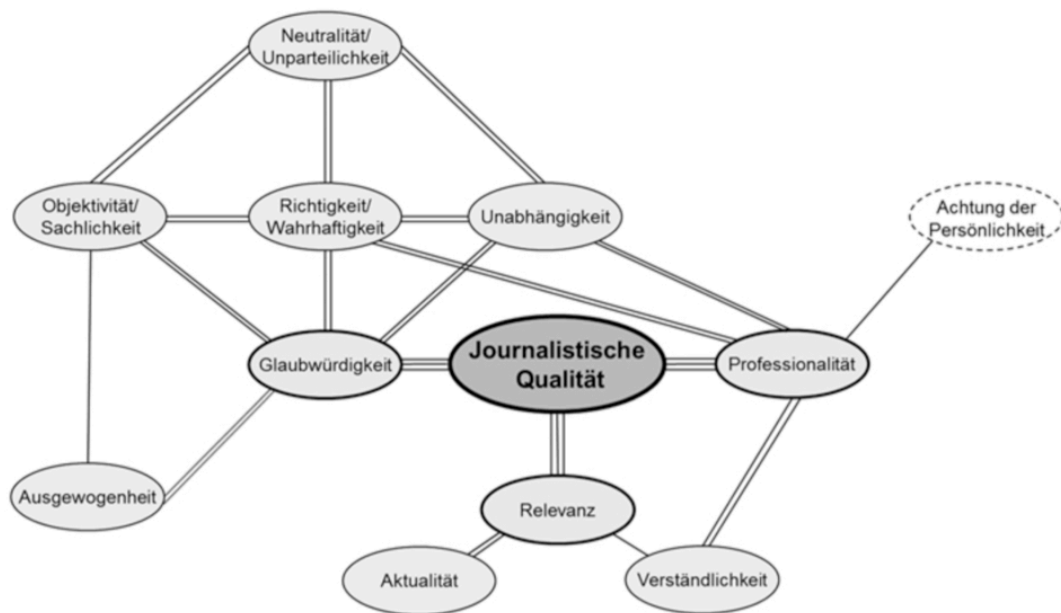 Neutralität/
Unparteilichkeit
Objektivität/
Sachlichkeit
Richtigkeit/
Wahrhaftigkeit
Unabhängigkeit
Achtung der
Persönlichkeit
Glaubwürdigkeit
Journalistische
Qualität
Professionalität
Ausgewogenheit
Relevanz
Aktualität
Verständlichkeit